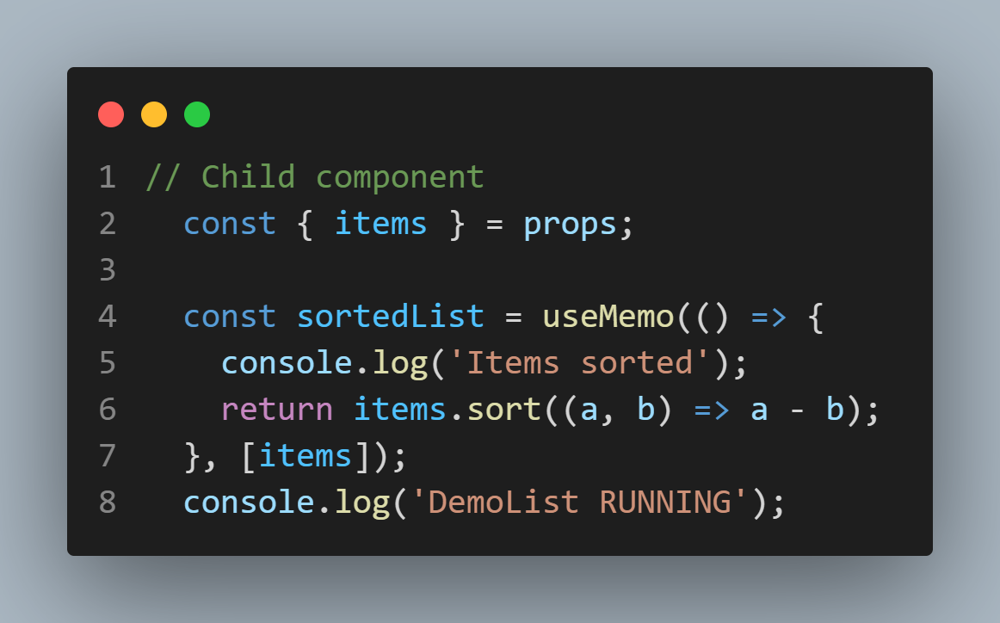 1 // Child component
2   const { items } = props;
3
4   const sortedList = useMemo(() => {
5     console.log('Items sorted');
6     return items.sort((a, b) => a - b);
7   }, [items]);
8   console.log('DemoList RUNNING');